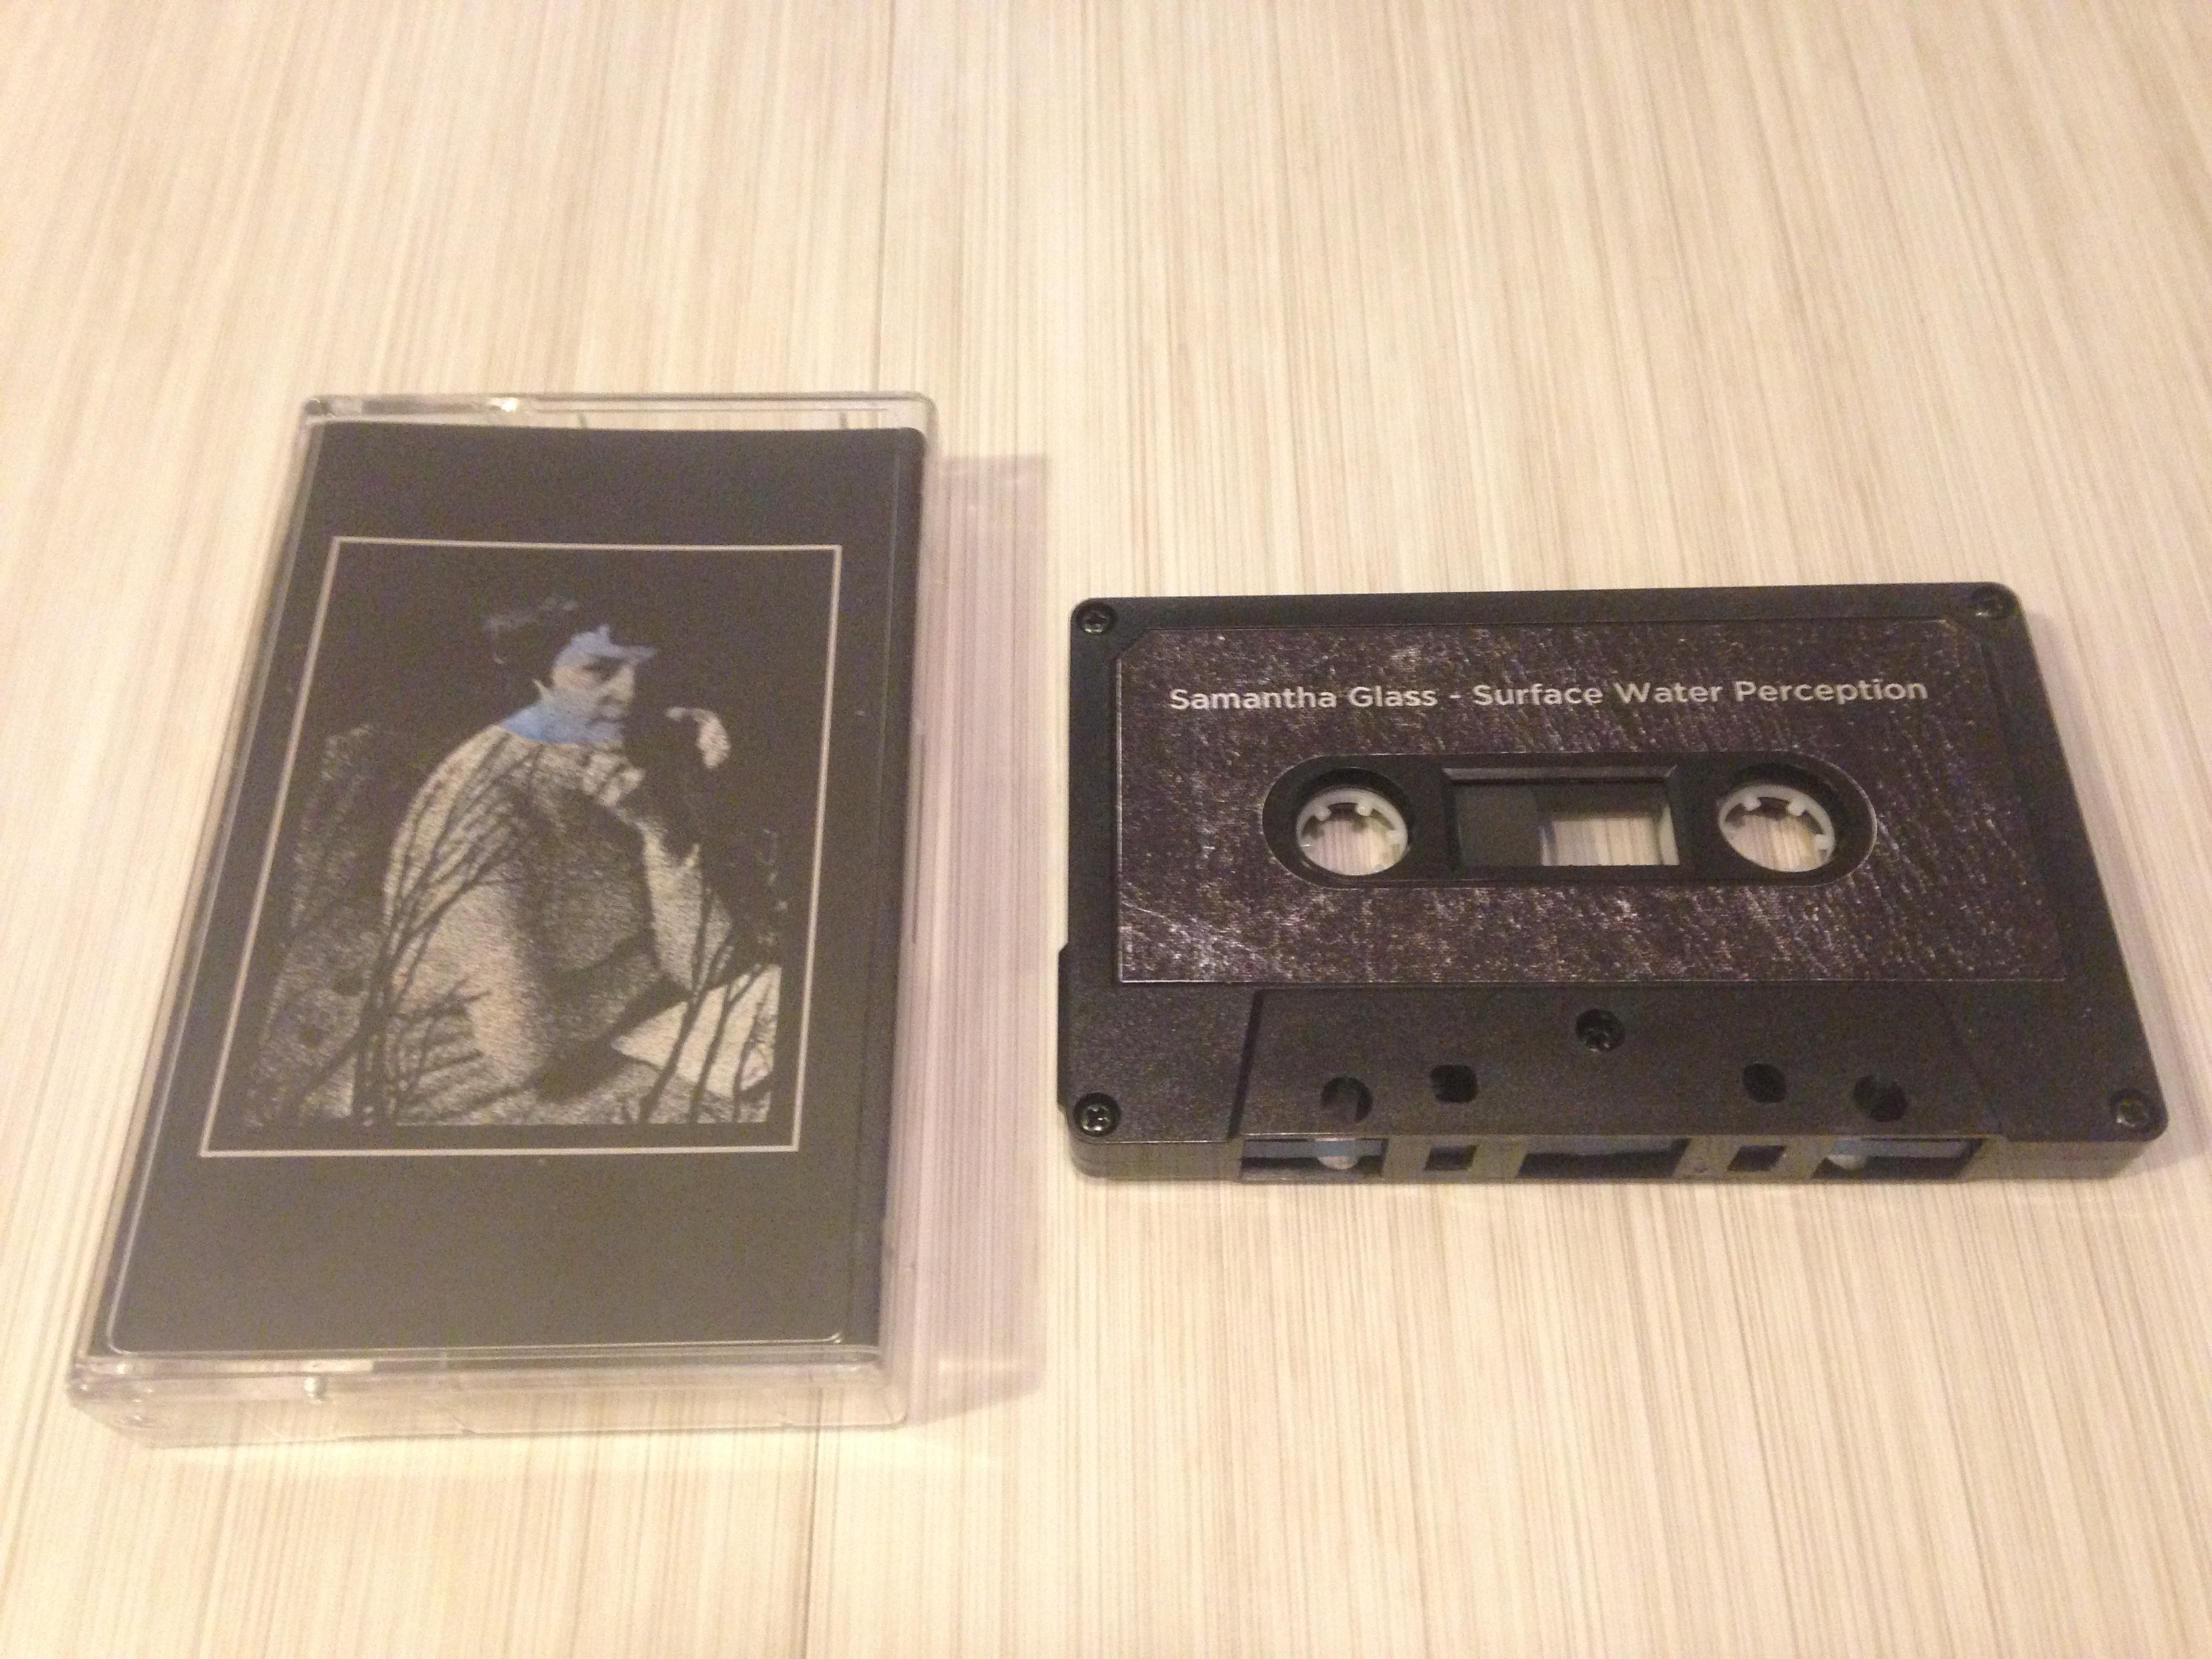 Samantha Glass - Surface Water Perception